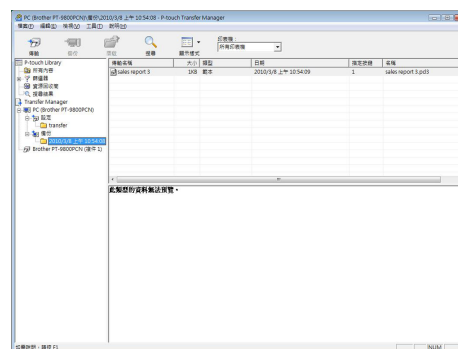 PC (Brother PT-9800PCN)\備份\2010/3/8 上午 10:54:08 - P-touch Transfer Manager
檔案(F) 編輯(E) 檢視(V) 工具(T) 說明(H)
傳輸 備份 開啟 搜尋 顯示樣式
印表機:
所有印表機
P-touch Library
所有內容
篩選器
資源回收筒
搜尋結果
Transfer Manager
PC (Brother PT-9800PCN)
設定
transfer
備份
2010/3/8 上午 10:54:08
Brother PT-9800PCN (複件 1)
傳輸名稱 大小 類型 日期 指定按鍵 名稱
sales report 3 1KB 範本 2010/3/8 上午 10:54:09 1 sales report 3.pd3
此類型的資料無法預覽。
如需說明,請按 F1 NUM